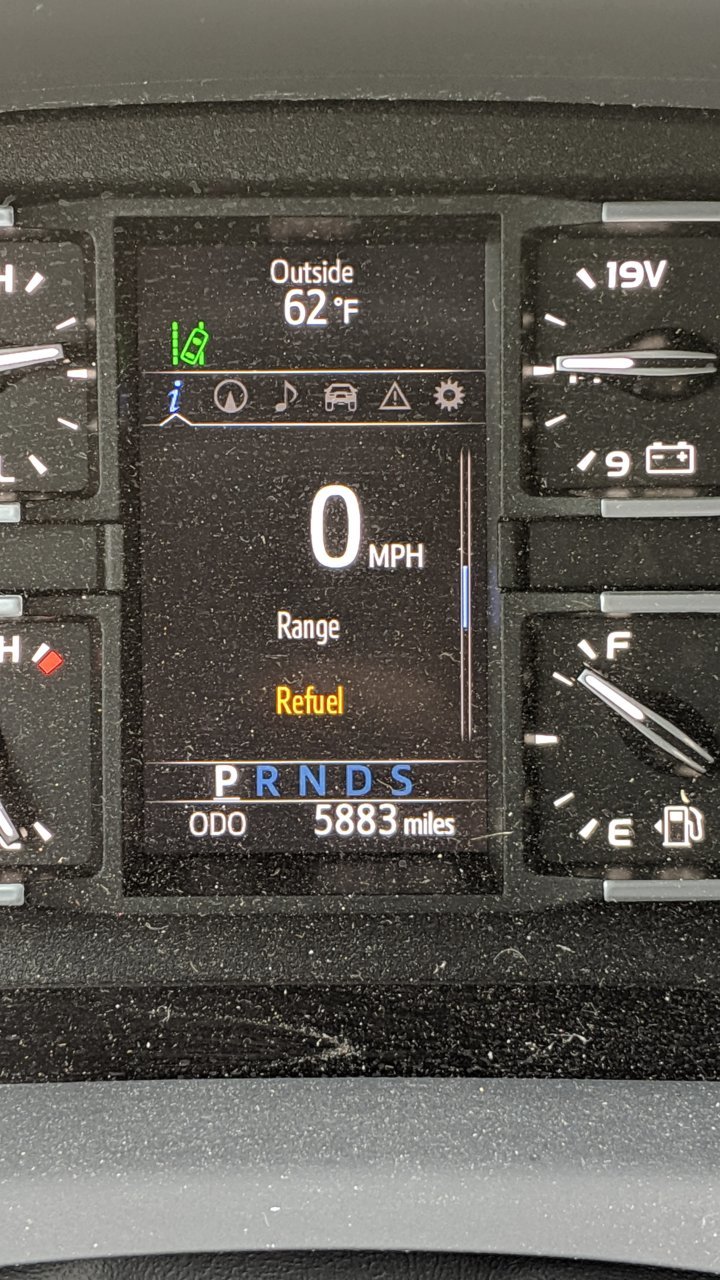 Outside
62 °F
H
19V
L
9
0 MPH
Range
H
F
Refuel
P R N D S
E
ODO 5883 miles